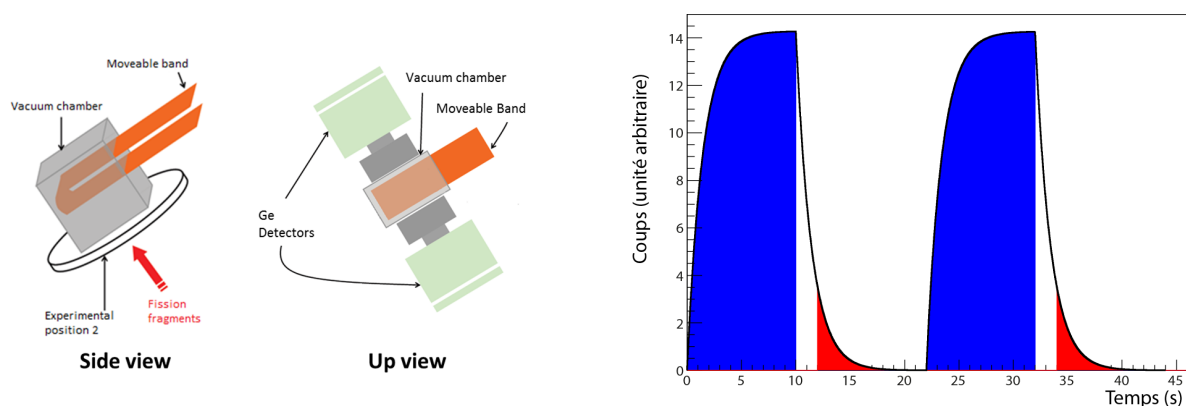 Moveable band
Vacuum chamber
Experimental
position 2
Fission
fragments
Side view
Vacuum chamber
Moveable Band
Ge
Detectors
Up view
Coups (unité arbitraire)
14
12
10
8
6
4
2
0
0 5 10 15 20 25 30 35 40 45
Temps (s)